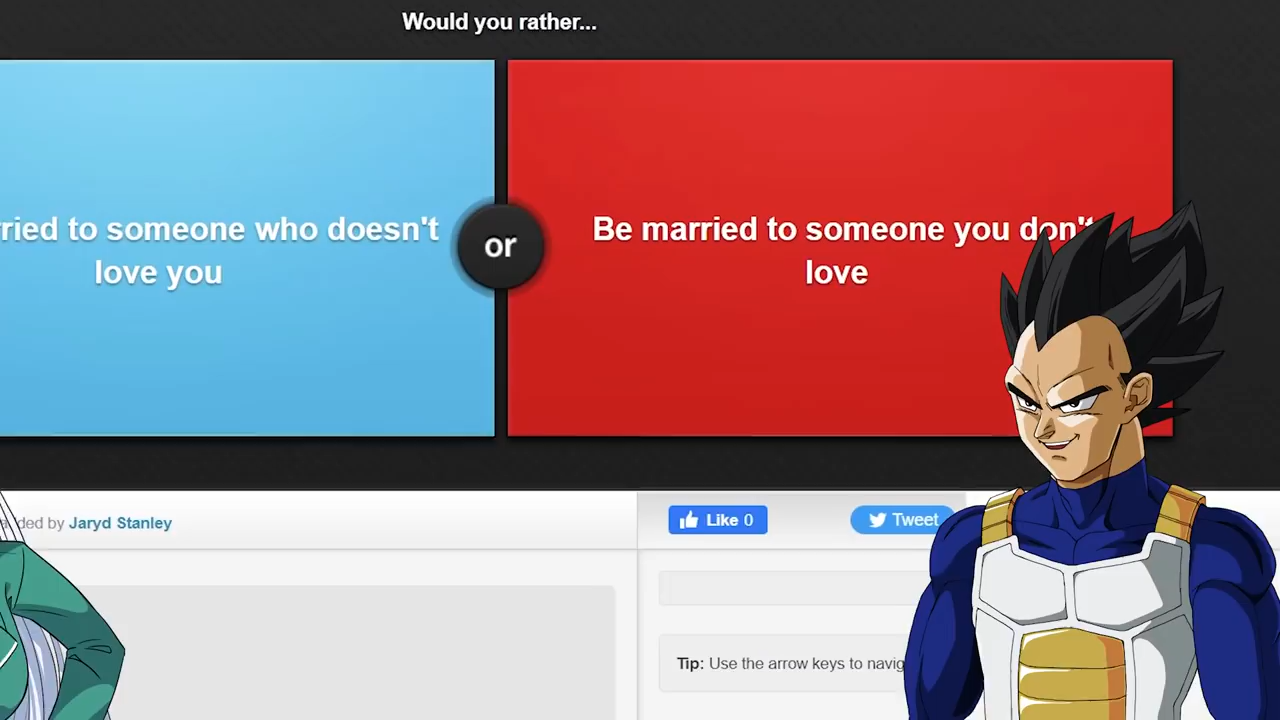 Would you rather...
rried to someone who doesn't
love you
or
Be married to someone you don't
love
ded by Jaryd Stanley
Like 0
Tweet
Tip: Use the arrow keys to navig